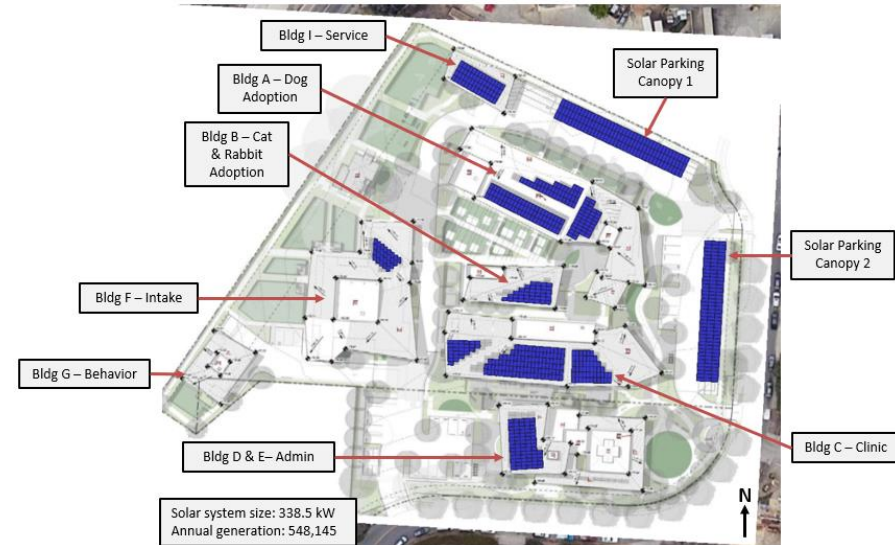 Bldg I – Service
Bldg A – Dog
Adoption
Bldg B – Cat
& Rabbit
Adoption
Solar Parking
Canopy 1
Solar Parking
Canopy 2
Bldg F – Intake
Bldg G – Behavior
Bldg C – Clinic
Bldg D & E– Admin
Solar system size: 338.5 kW
Annual generation: 548,145
N